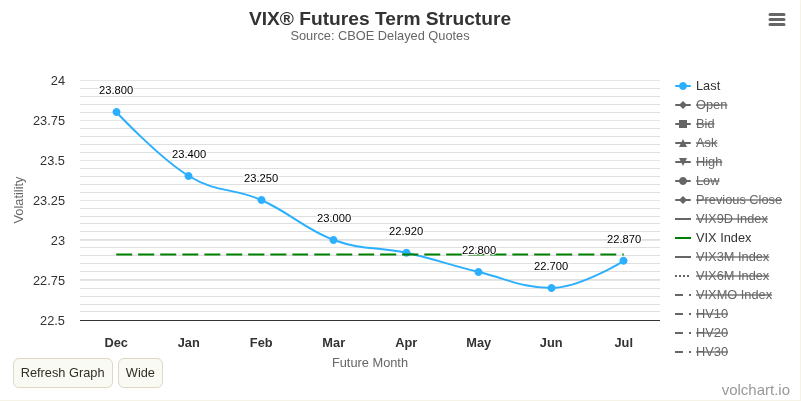 VIX® Futures Term Structure
Source: CBOE Delayed Quotes
Volatility
24
23.75
23.5
23.25
23
22.75
22.5
23.800
23.400
23.250
23.000
22.920
22.800
22.700
22.870
Dec Jan Feb Mar Apr May Jun Jul
Future Month
Last
Open
Bid
Ask
High
Low
Previous Close
VIX9D Index
VIX Index
VIX3M Index
VIX6M Index
VIXMO Index
HV10
HV20
HV30
Refresh Graph Wide
volchart.io